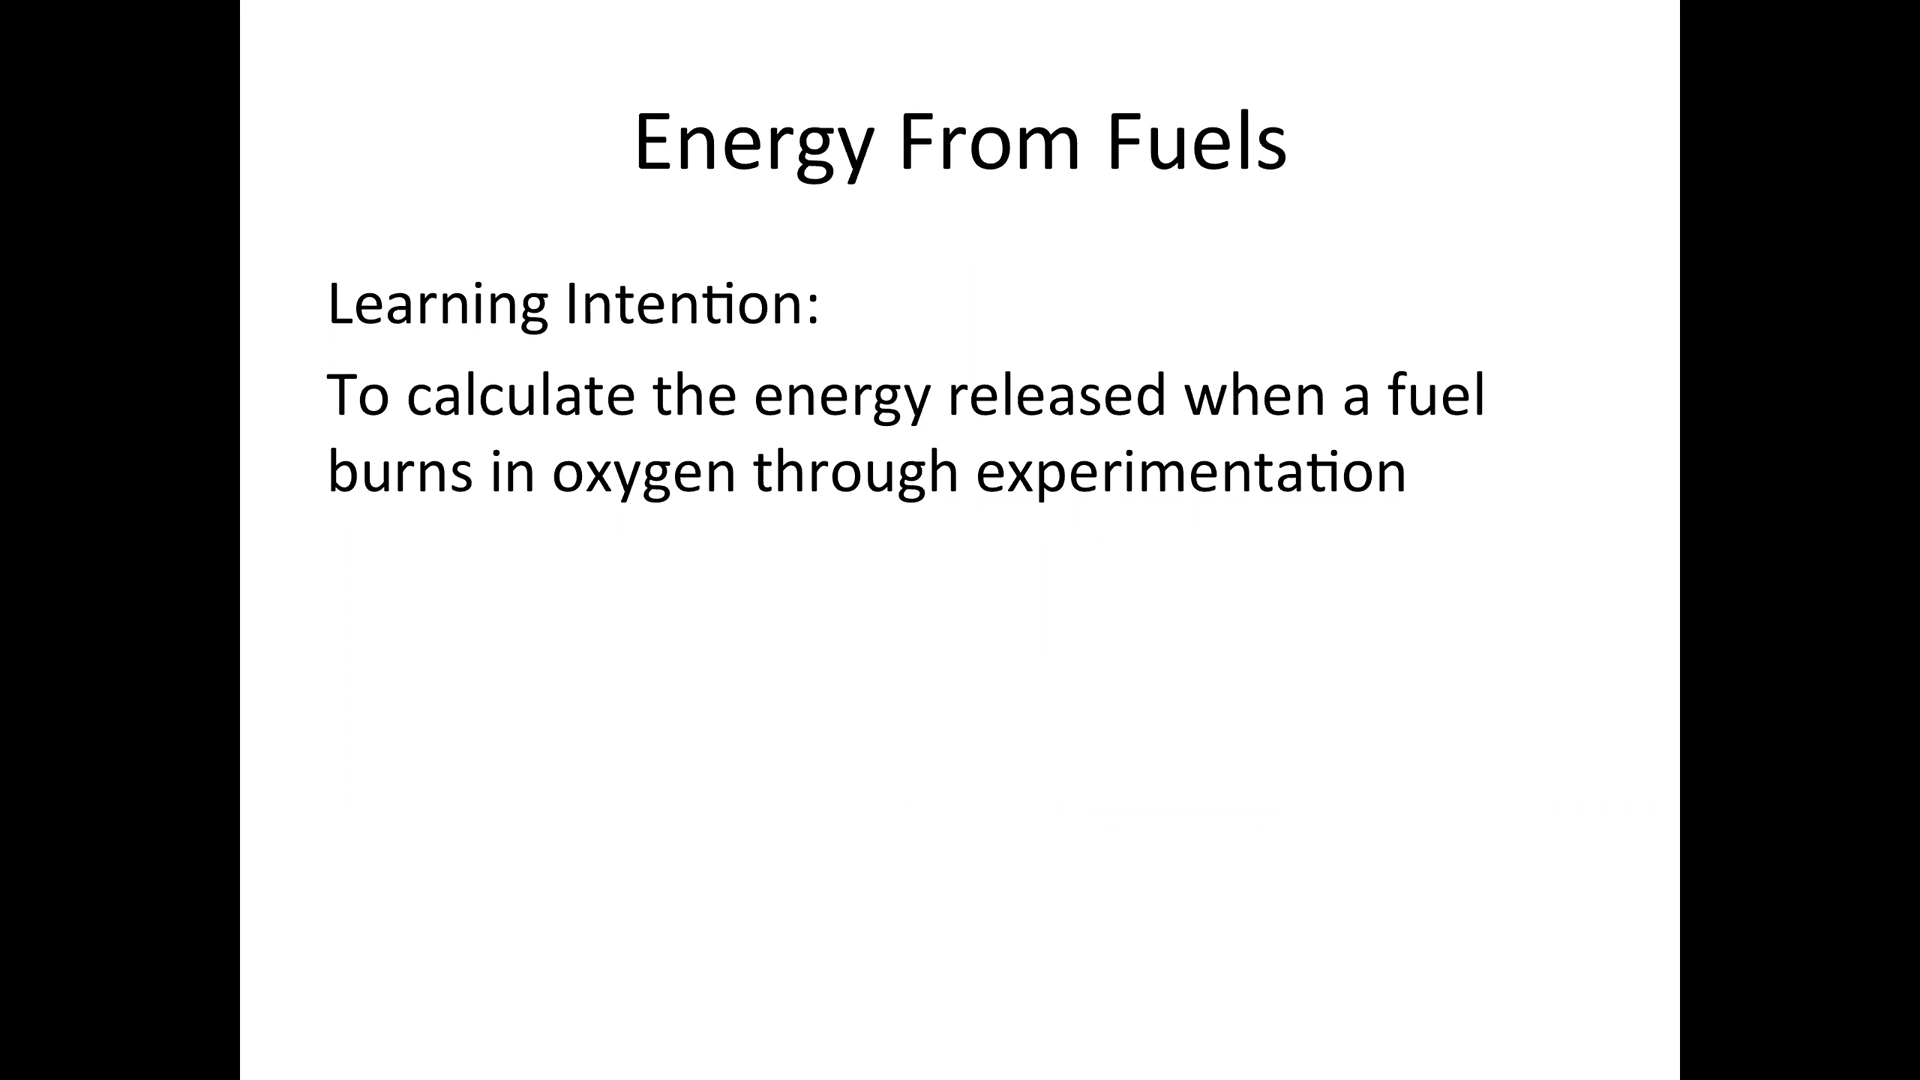 Energy From Fuels
Learning Intention:
To calculate the energy released when a fuel
burns in oxygen through experimentation